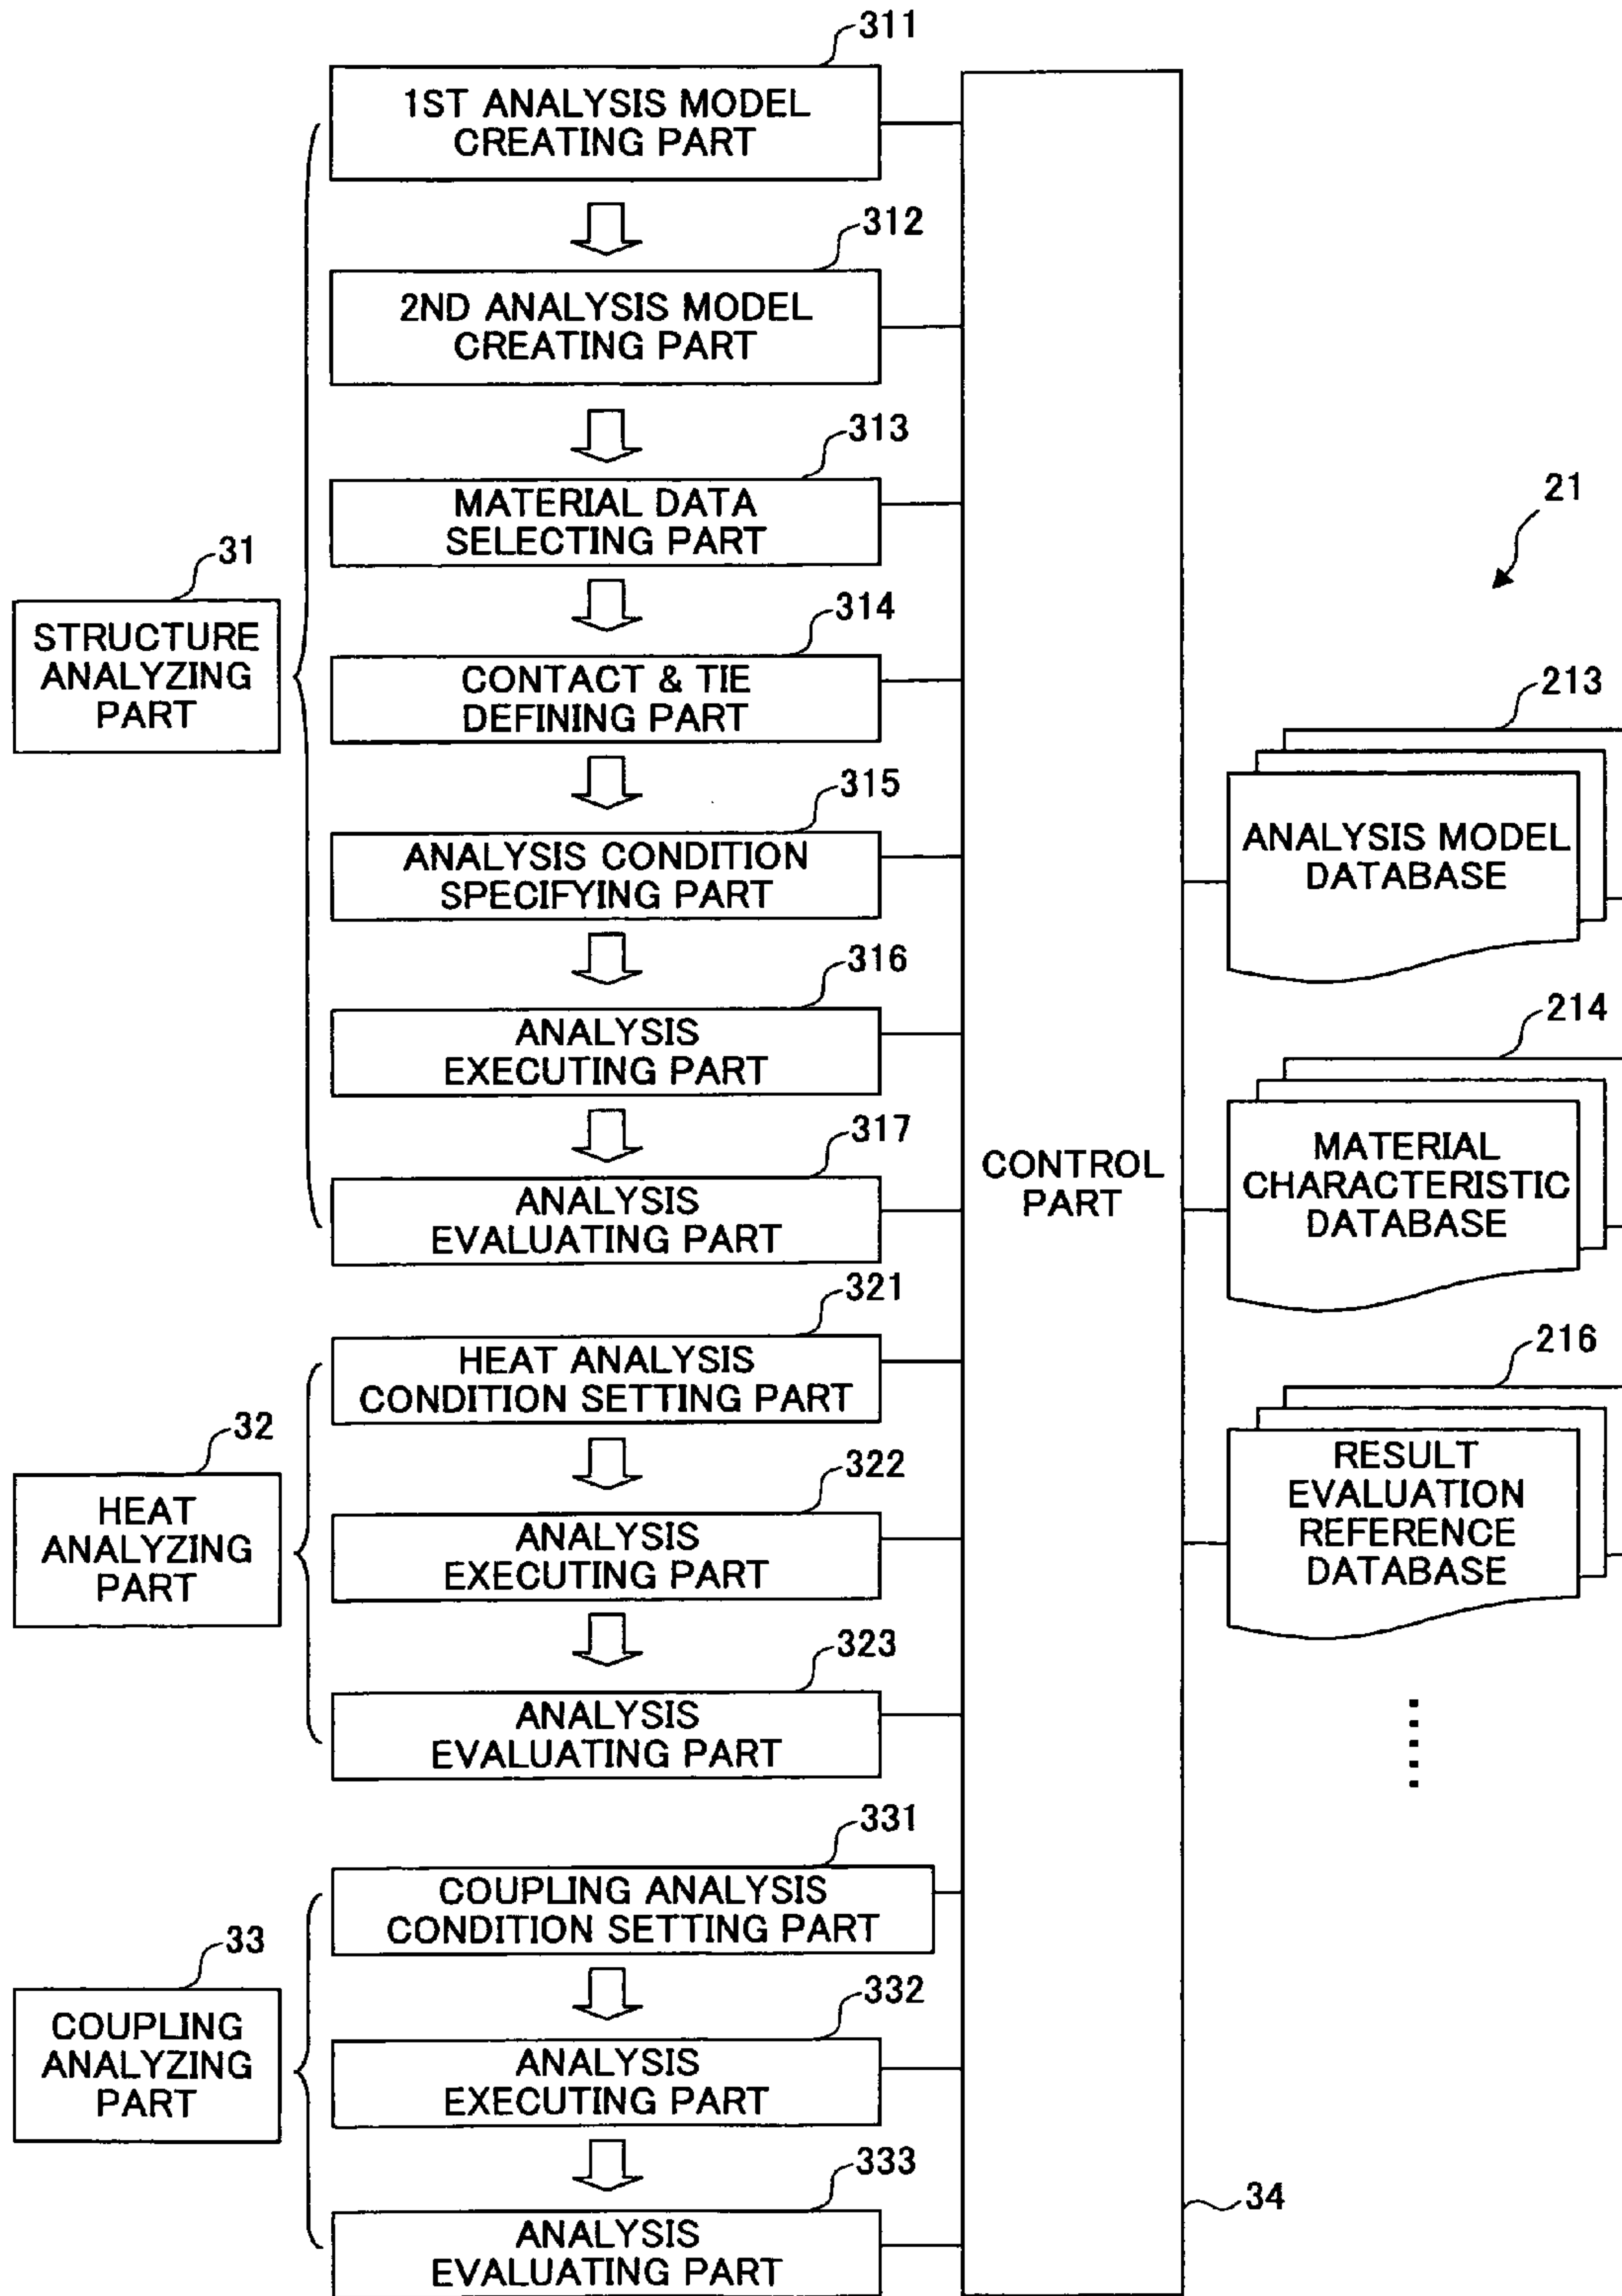 311
1ST ANALYSIS MODEL
CREATING PART
312
2ND ANALYSIS MODEL
CREATING PART
313
MATERIAL DATA
SELECTING PART
31
STRUCTURE
ANALYZING
PART
314
CONTACT & TIE
DEFINING PART
315
ANALYSIS CONDITION
SPECIFYING PART
316
ANALYSIS
EXECUTING PART
317
ANALYSIS
EVALUATING PART
321
HEAT ANALYSIS
CONDITION SETTING PART
32
HEAT
ANALYZING
PART
322
ANALYSIS
EXECUTING PART
323
ANALYSIS
EVALUATING PART
331
COUPLING ANALYSIS
CONDITION SETTING PART
33
COUPLING
ANALYZING
PART
332
ANALYSIS
EXECUTING PART
333
ANALYSIS
EVALUATING PART
CONTROL
PART
34
21
213
ANALYSIS MODEL
DATABASE
214
MATERIAL
CHARACTERISTIC
DATABASE
216
RESULT
EVALUATION
REFERENCE
DATABASE